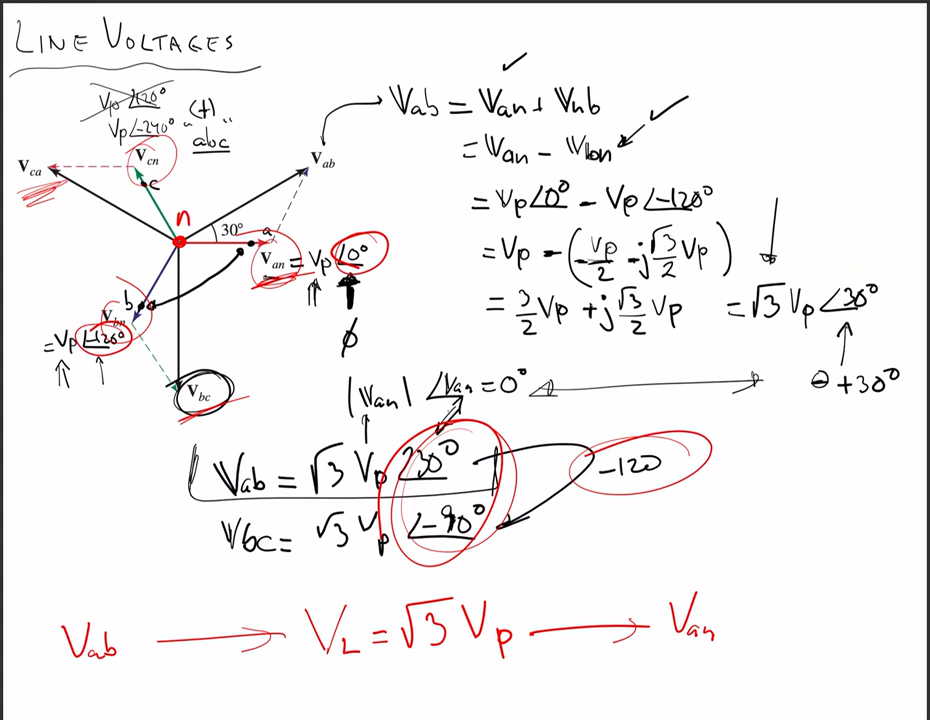 LINE VOLTAGES
Vp∠120°
Vp∠-240° "(+)
abc"
Vcn
Vca
c
Vab
n
30°
a
Van = Vp∠0°
ϕ
b
Vbn
= Vp∠-120°
Vbc
Vab = Van + Vnb
= Van - Vbn
= Vp∠0° - Vp∠-120°
= Vp - (-Vp/2 - j√3/2 Vp)
= 3/2 Vp + j√3/2 Vp = √3 Vp∠30°
|Van| ∠Van = 0° θ+30°
Vab = √3 Vp ∠30°
-120
Vbc = √3 Vp ∠-90°
Vab → VL = √3 Vp → Van